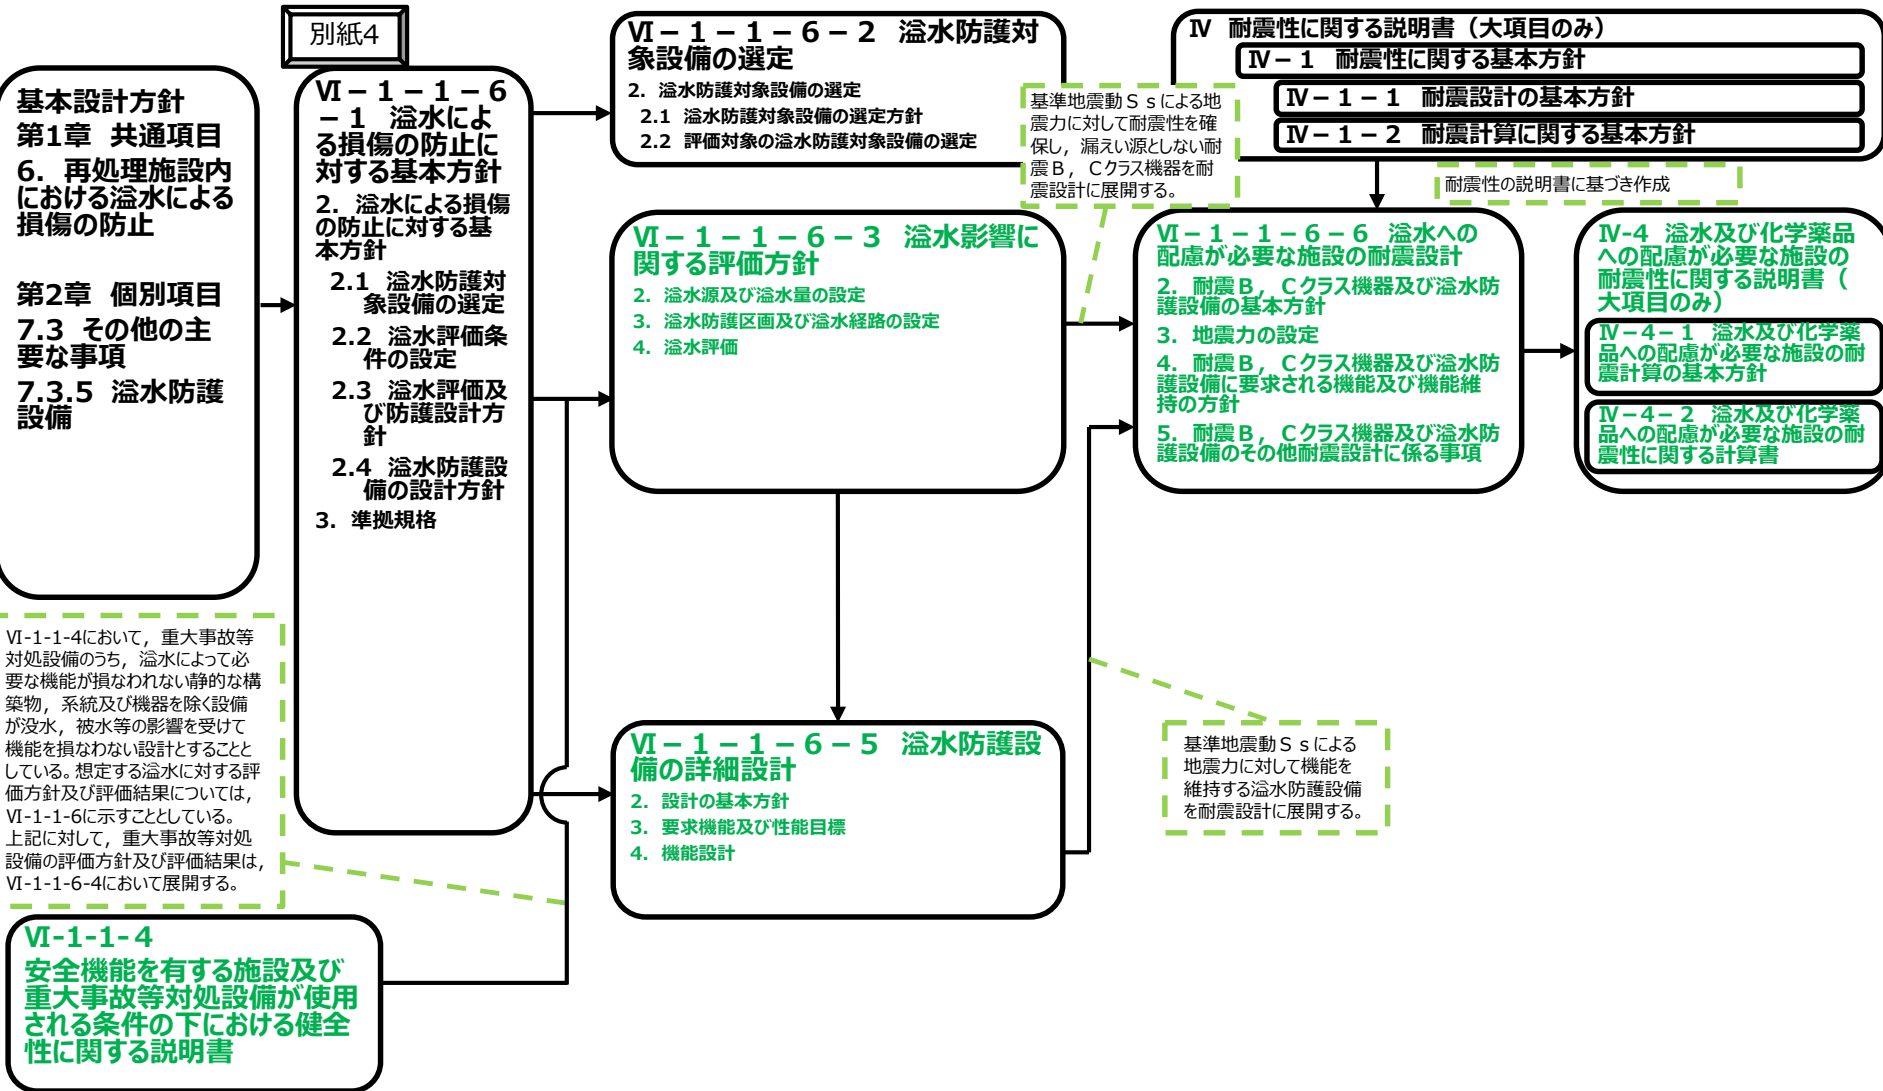 別紙4
基本設計方針
第1章 共通項目
6. 再処理施設内
における溢水による
損傷の防止
第2章 個別項目
7.3 その他の主
要な事項
7.3.5 溢水防護
設備
Ⅵ－１－１－６
－１ 溢水によ
る損傷の防止に
対する基本方針
2. 溢水による損傷
の防止に対する基
本方針
2.1 溢水防護対
象設備の選定
2.2 溢水評価条
件の設定
2.3 溢水評価及
び防護設計方
針
2.4 溢水防護設
備の設計方針
3. 準拠規格
Ⅵ－１－１－６－２ 溢水防護対
象設備の選定
2. 溢水防護対象設備の選定
2.1 溢水防護対象設備の選定方針
2.2 評価対象の溢水防護対象設備の選定
基準地震動Ｓｓによる地
震力に対して耐震性を確
保し，漏えい源としない耐
震Ｂ，Ｃクラス機器を耐
震設計に展開する。
Ⅳ 耐震性に関する説明書（大項目のみ）
Ⅳ－１ 耐震性に関する基本方針
Ⅳ－１－１ 耐震設計の基本方針
Ⅳ－１－２ 耐震計算に関する基本方針
耐震性の説明書に基づき作成
Ⅵ－１－１－６－３ 溢水影響に
関する評価方針
2. 溢水源及び溢水量の設定
3. 溢水防護区画及び溢水経路の設定
4. 溢水評価
Ⅵ－１－１－６－６ 溢水への
配慮が必要な施設の耐震設計
2. 耐震Ｂ，Ｃクラス機器及び溢水防
護設備の基本方針
3. 地震力の設定
4. 耐震Ｂ，Ｃクラス機器及び溢水防
護設備に要求される機能及び機能維
持の方針
5. 耐震Ｂ，Ｃクラス機器及び溢水防
護設備のその他耐震設計に係る事項
Ⅳ-4 溢水及び化学薬品
への配慮が必要な施設の
耐震性に関する説明書（
大項目のみ）
Ⅳ－４－１ 溢水及び化学薬
品への配慮が必要な施設の耐
震計算の基本方針
Ⅳ－４－２ 溢水及び化学薬
品への配慮が必要な施設の耐
震性に関する計算書
Ⅵ-1-1-4において，重大事故等
対処設備のうち，溢水によって必
要な機能が損なわれない静的な構
築物，系統及び機器を除く設備
が没水，被水等の影響を受けて
機能を損なわない設計とすることと
している。想定する溢水に対する評
価方針及び評価結果については，
Ⅵ-1-1-6に示すこととしている。
上記に対して，重大事故等対処
設備の評価方針及び評価結果は，
Ⅵ-1-1-6-4において展開する。
Ⅵ－１－１－６－５ 溢水防護設
備の詳細設計
2. 設計の基本方針
3. 要求機能及び性能目標
4. 機能設計
基準地震動Ｓｓによる
地震力に対して機能を
維持する溢水防護設備
を耐震設計に展開する。
Ⅵ-1-1-４
安全機能を有する施設及び
重大事故等対処設備が使用
される条件の下における健全
性に関する説明書